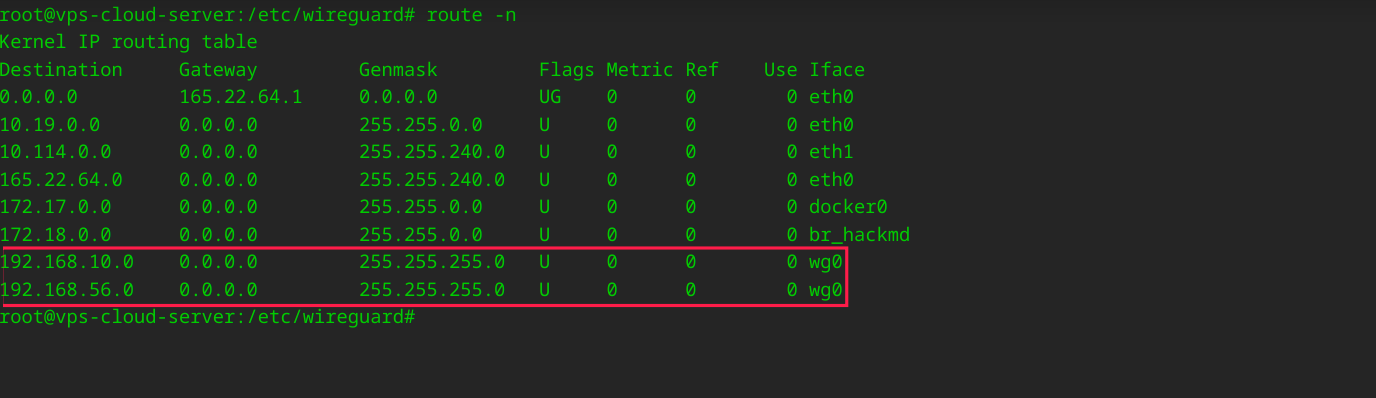 root@vps-cloud-server:/etc/wireguard# route -n
Kernel IP routing table
Destination     Gateway         Genmask         Flags Metric Ref    Use Iface
0.0.0.0         165.22.64.1     0.0.0.0         UG    0      0        0 eth0
10.19.0.0       0.0.0.0         255.255.0.0     U     0      0        0 eth0
10.114.0.0      0.0.0.0         255.255.240.0   U     0      0        0 eth1
165.22.64.0     0.0.0.0         255.255.240.0   U     0      0        0 eth0
172.17.0.0      0.0.0.0         255.255.0.0     U     0      0        0 docker0
172.18.0.0      0.0.0.0         255.255.0.0     U     0      0        0 br_hackmd
192.168.10.0    0.0.0.0         255.255.255.0   U     0      0        0 wg0
192.168.56.0    0.0.0.0         255.255.255.0   U     0      0        0 wg0
root@vps-cloud-server:/etc/wireguard#